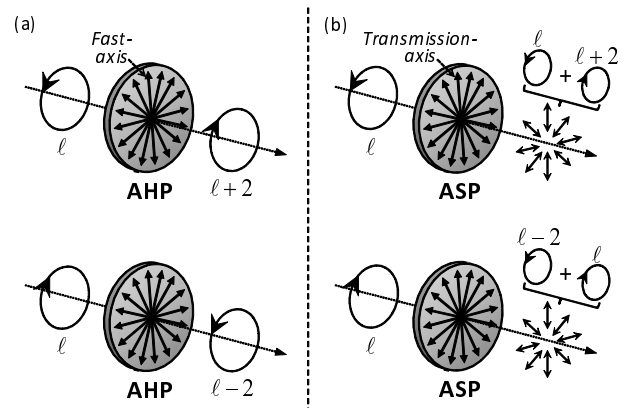 (a)
Fast-
axis
ℓ
AHP
ℓ+2
ℓ
AHP
ℓ−2
(b)
Transmission-
axis
ℓ
ℓ+2
+
ℓ
ASP
ℓ−2
ℓ
+
ℓ
ASP